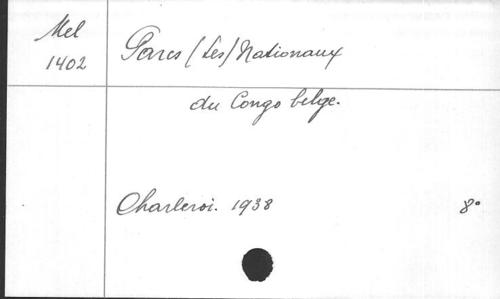 Mel
1402
Parcs (Les) Nationaux
du Congo belge.
Charleroi. 1938
8°